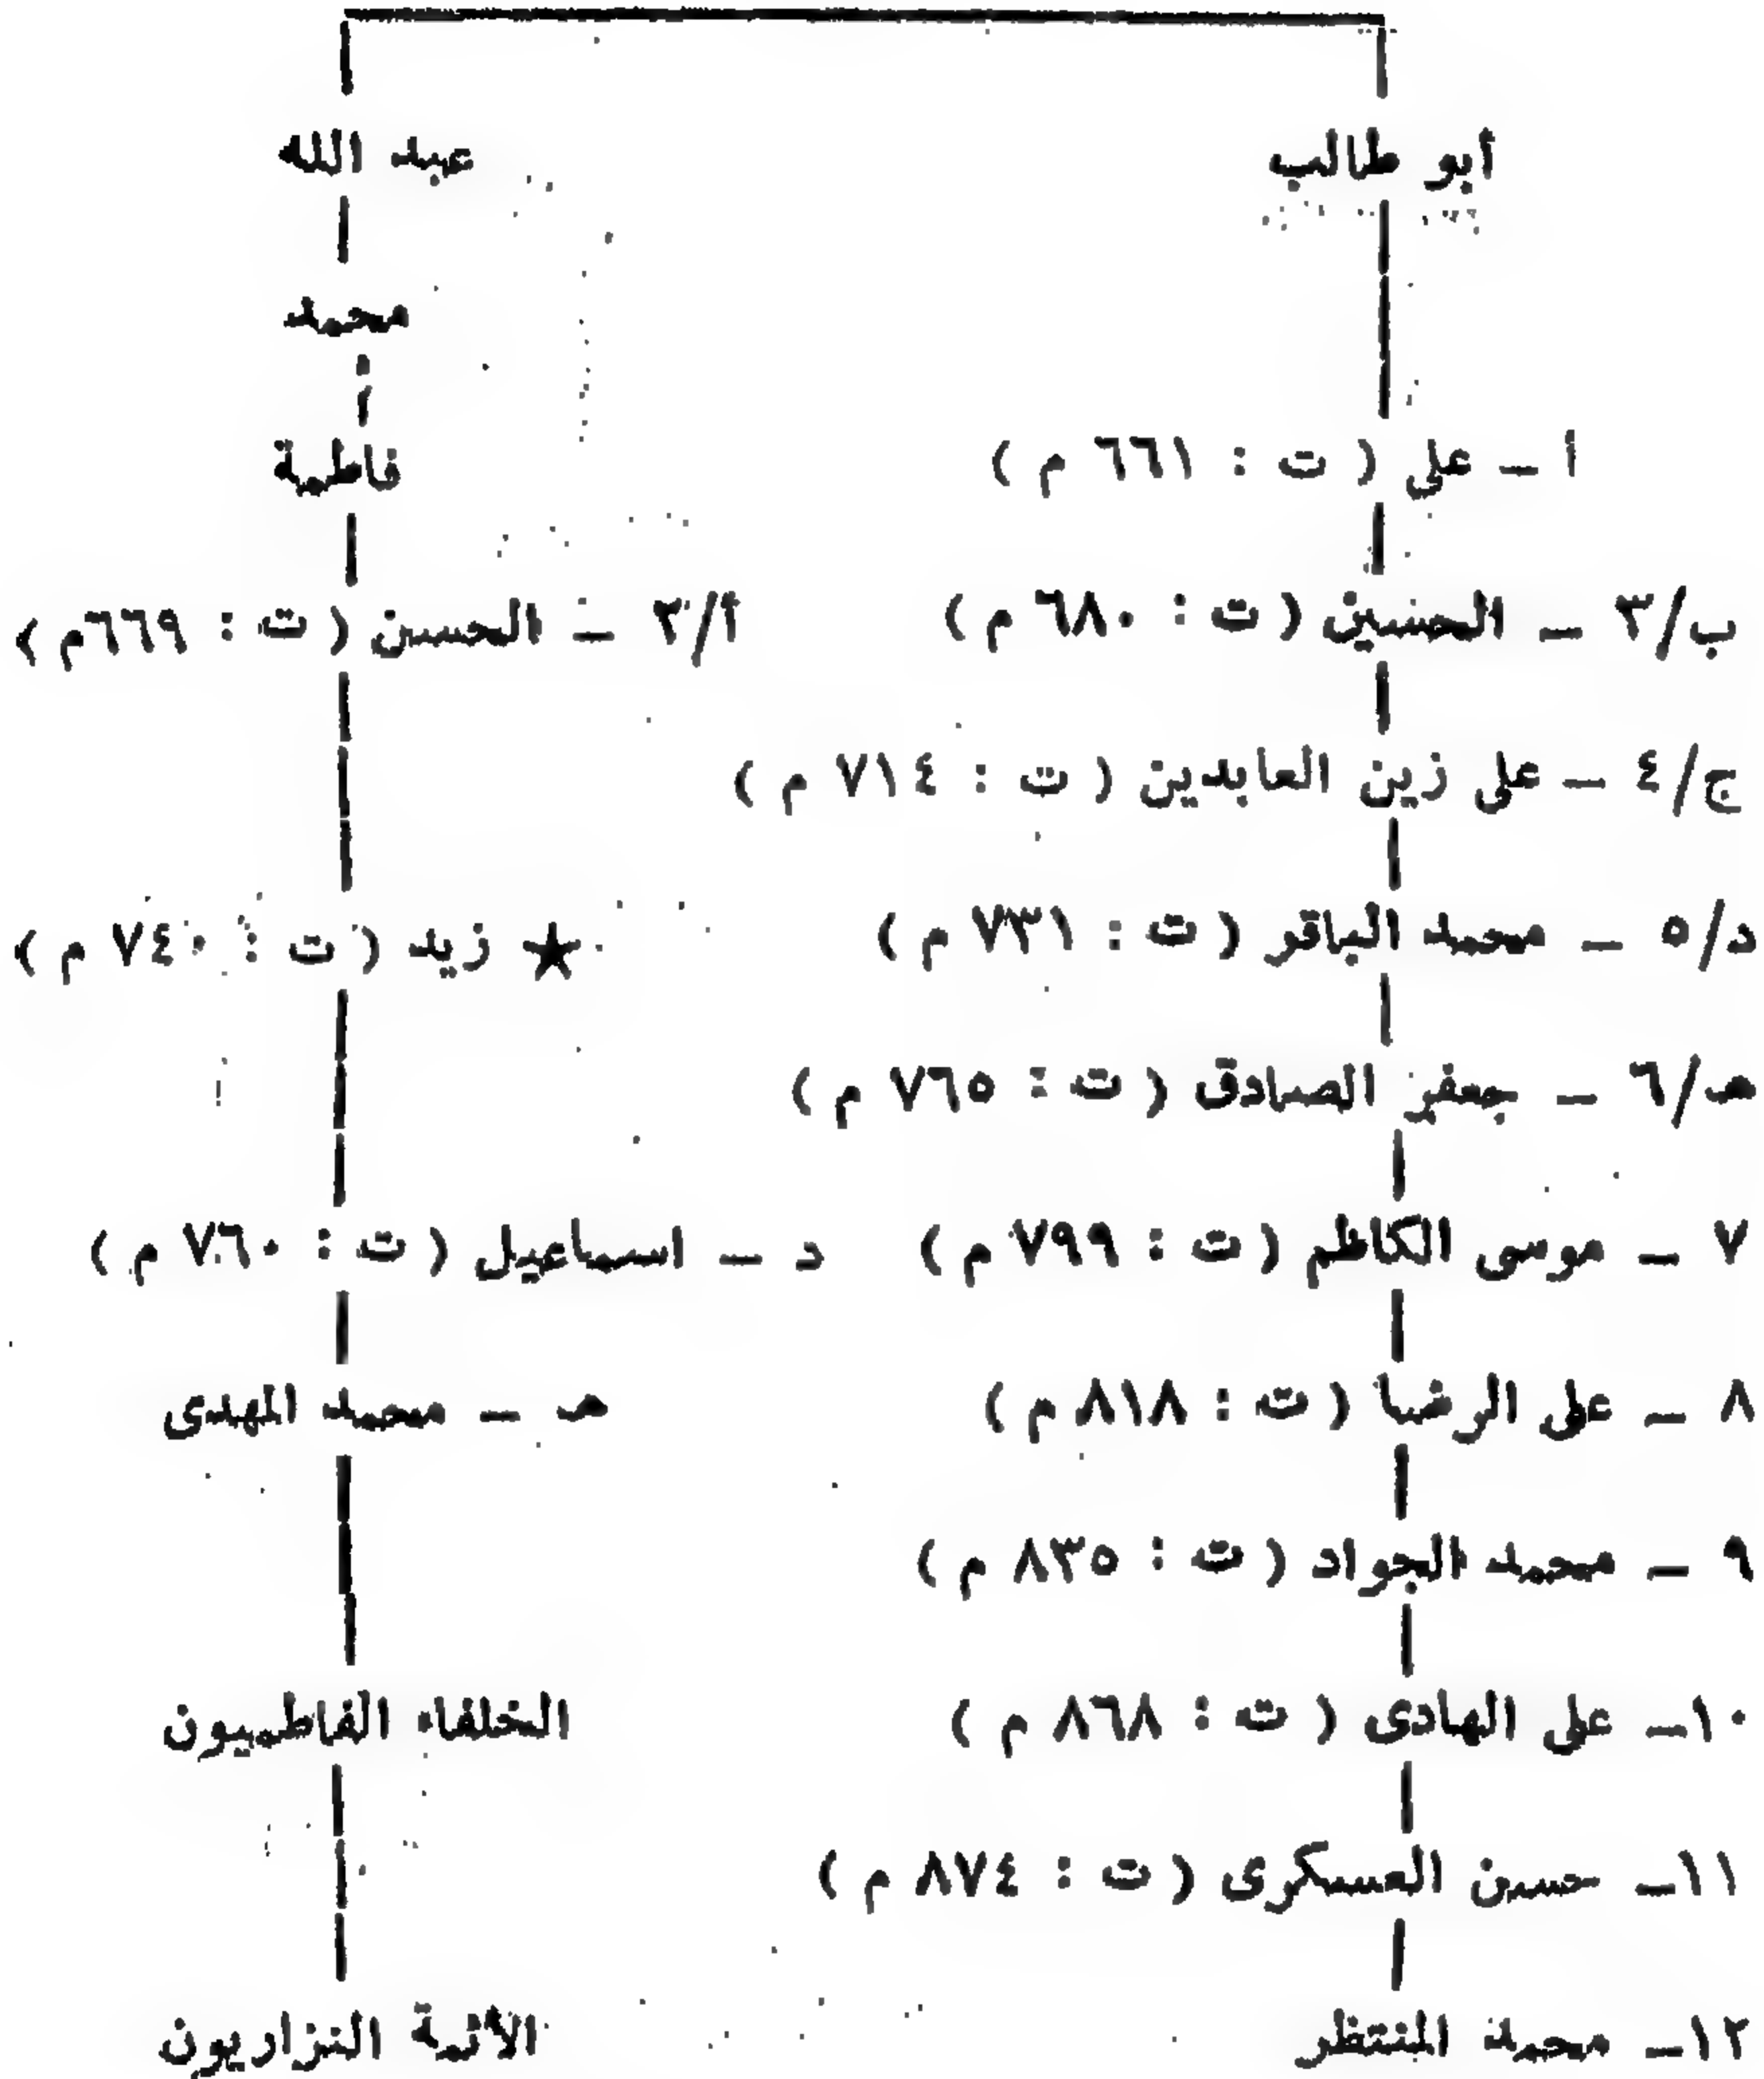 أبو طالب عبد الله
محمد
فاطمة
أ ـ على ( ت : ٦٦١ م )
ب/٣ ـ الحسين ( ت : ٦٨٠ م ) أ/٢ ـ الحسن ( ت : ٦٦٩م )
ج/٤ ـ على زين العابدين ( ت : ٧١٤ م )
د/٥ ـ محمد الباقر ( ت : ٧٣١ م ) ★ زيد ( ت : ٧٤٠ م )
هـ/٦ ـ جعفر الصادق ( ت : ٧٦٥ م )
٧ ـ موسى الكاظم ( ت : ٧٩٩ م ) د ـ اسماعيل ( ت : ٧٦٠ م )
٨ ـ على الرضا ( ت : ٨١٨ م ) هـ ـ محمد المهدى
٩ ـ محمد الجواد ( ت : ٨٣٥ م )
١٠ـ على الهادى ( ت : ٨٦٨ م ) الخلفاء الفاطميون
١١ـ حسن العسكرى ( ت : ٨٧٤ م )
١٢ـ محمد المنتظر الأئمة النزاريون